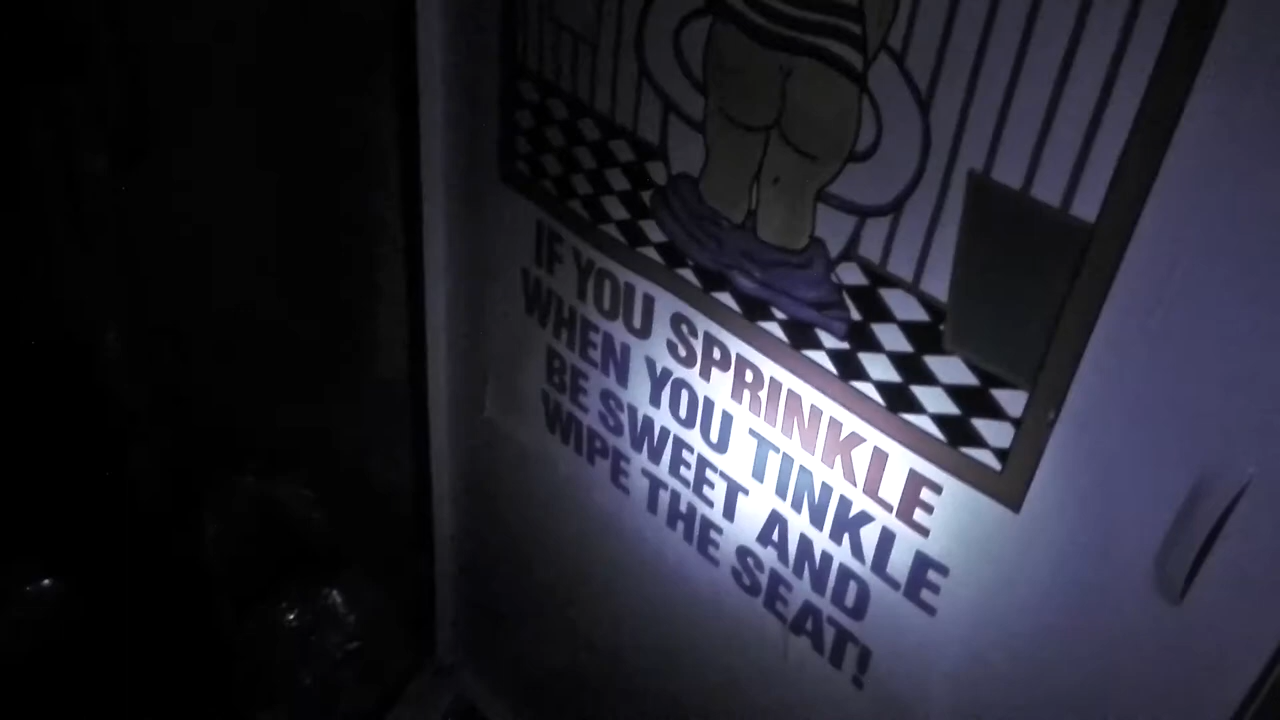 IF YOU SPRINKLE
WHEN YOU TINKLE
BE SWEET AND
WIPE THE SEAT!